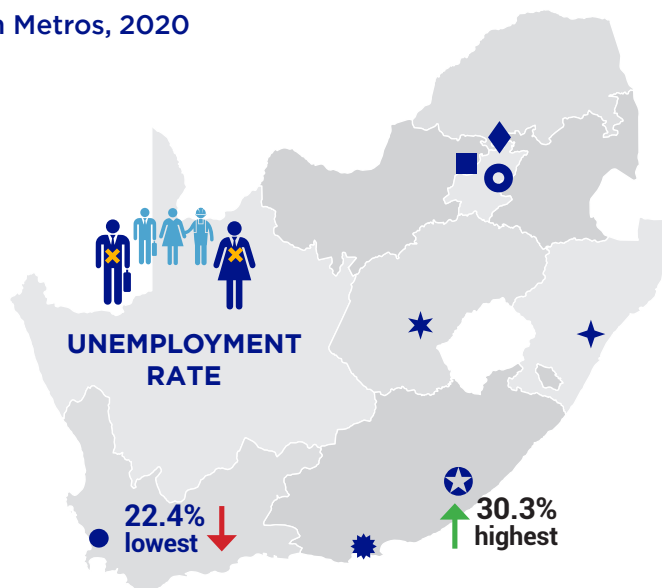 Metros, 2020
UNEMPLOYMENT
RATE
22.4%
lowest
30.3%
highest